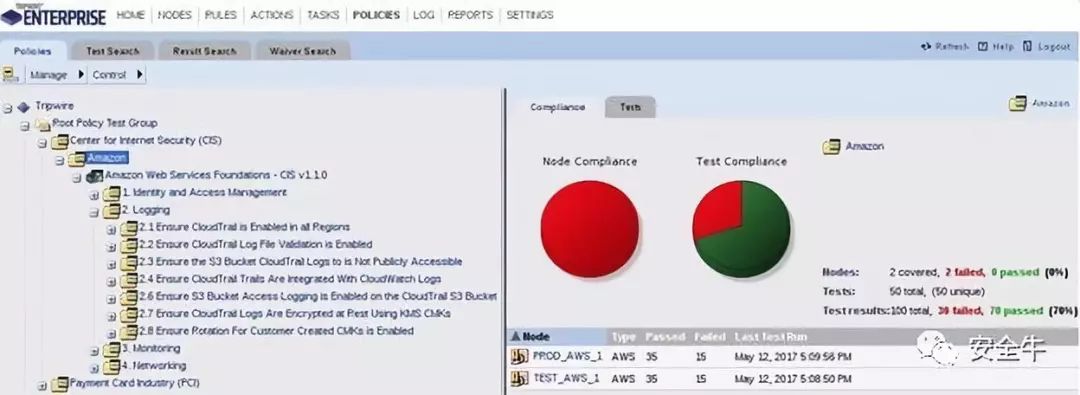 TRIPWIRE
ENTERPRISE HOME NODES RULES ACTIONS TASKS POLICIES LOG REPORTS SETTINGS
Policies Test Search Result Search Waiver Search Refresh Help Logout
Manage Control
Tripwire
Root Policy Test Group
Center for Internet Security (CIS)
Amazon
Amazon Web Services Foundations - CIS v1.1.0
1. Identity and Access Management
2. Logging
2.1 Ensure CloudTrail is Enabled in all Regions
2.2 Ensure CloudTrail Log File Validation is Enabled
2.3 Ensure the S3 Bucket CloudTrail Logs to is Not Publicly Accessible
2.4 Ensure CloudTrail Trails Are Integrated With CloudWatch Logs
2.6 Ensure S3 Bucket Access Logging is Enabled on the CloudTrail S3 Bucket
2.7 Ensure CloudTrail Logs Are Encrypted at Rest Using KMS CMKs
2.8 Ensure Rotation For Customer Created CMKs is Enabled
3. Monitoring
4. Networking
Payment Card Industry (PCI)
Compliance Tests
Amazon
Node Compliance Test Compliance
Amazon
Nodes: 2 covered, 2 failed, 0 passed (0%)
Tests: 50 total, (50 unique)
Test results: 100 total, 30 failed, 70 passed (70%)
Node Type Passed Failed Last Test Run
PROD_AWS_1 AWS 35 15 May 12, 2017 5:09:56 PM
TEST_AWS_1 AWS 35 15 May 12, 2017 5:08:50 PM
安全牛